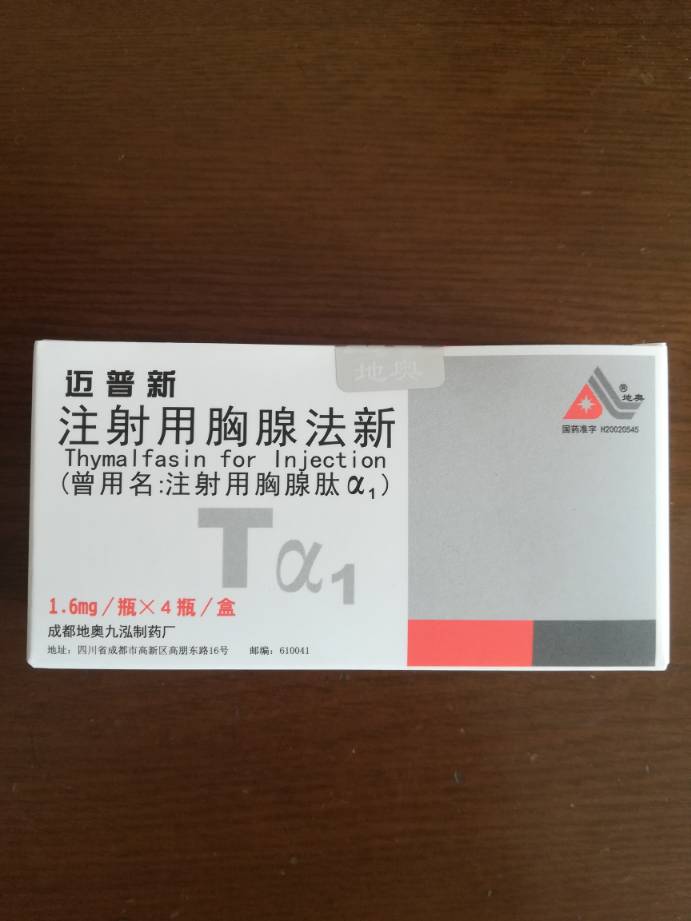 地奥
迈普新
注射用胸腺法新
Thymalfasin for Injection
(曾用名:注射用胸腺肽α1)
Tα1
1.6mg/瓶×4瓶/盒
成都地奥九泓制药厂
地址: 四川省成都市高新区高朋东路16号 邮编: 610041
®地奥
国药准字 H20020545